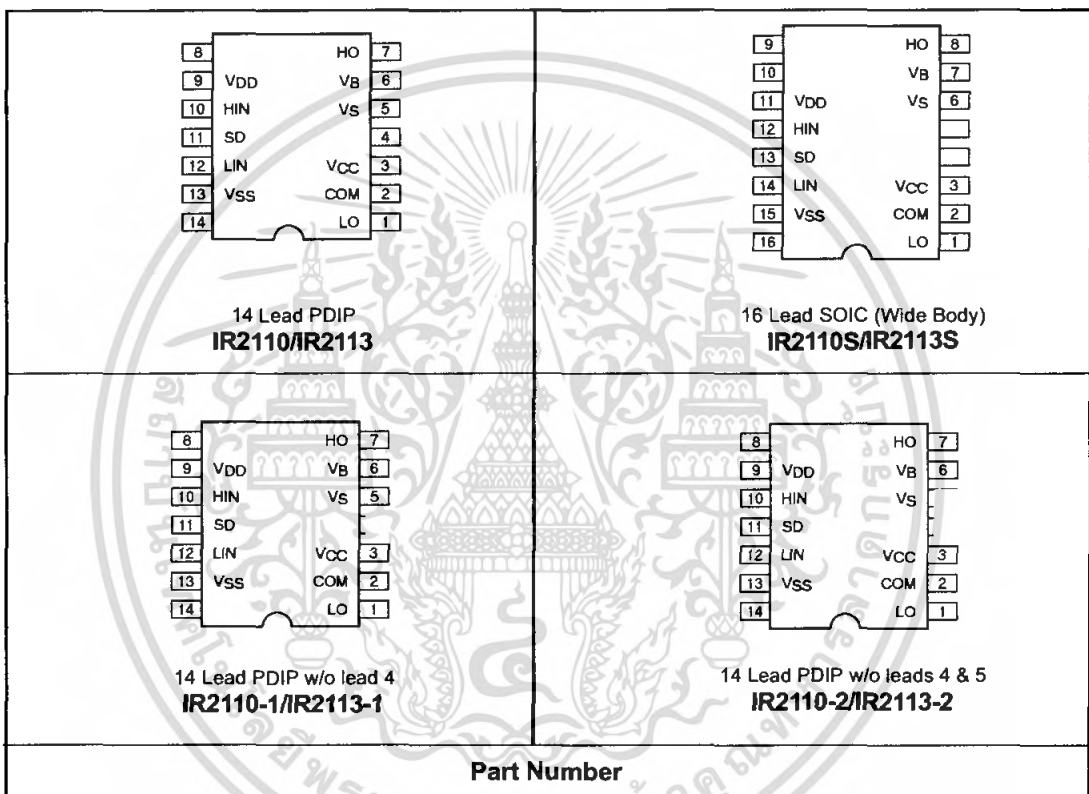 8 HO 7
9 VDD VB 6
10 HIN VS 5
11 SD 4
12 LIN VCC 3
13 VSS COM 2
14 LO 1
14 Lead PDIP
IR2110/IR2113
9 HO 8
10 VB 7
11 VDD VS 6
12 HIN
13 SD
14 LIN VCC 3
15 VSS COM 2
16 LO 1
16 Lead SOIC (Wide Body)
IR2110S/IR2113S
8 HO 7
9 VDD VB 6
10 HIN VS 5
11 SD
12 LIN VCC 3
13 VSS COM 2
14 LO 1
14 Lead PDIP w/o lead 4
IR2110-1/IR2113-1
8 HO 7
9 VDD VB 6
10 HIN VS
11 SD
12 LIN VCC 3
13 VSS COM 2
14 LO 1
14 Lead PDIP w/o leads 4 & 5
IR2110-2/IR2113-2
Part Number